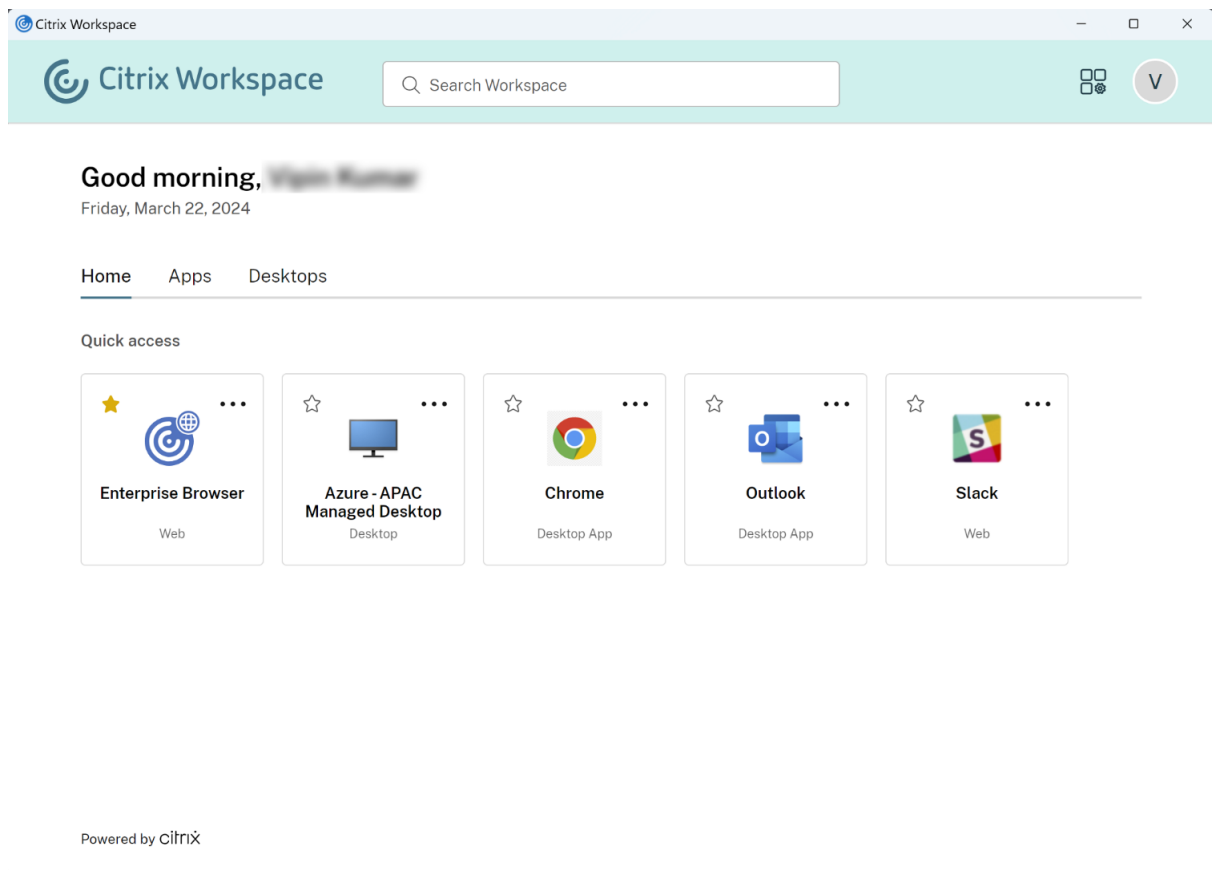 Citrix Workspace
Citrix Workspace
Search Workspace
V
Good morning,
Friday, March 22, 2024
Home Apps Desktops
Quick access
Enterprise Browser
Web
Azure - APAC
Managed Desktop
Desktop
Chrome
Desktop App
O
Outlook
Desktop App
S
Slack
Web
Powered by citrix